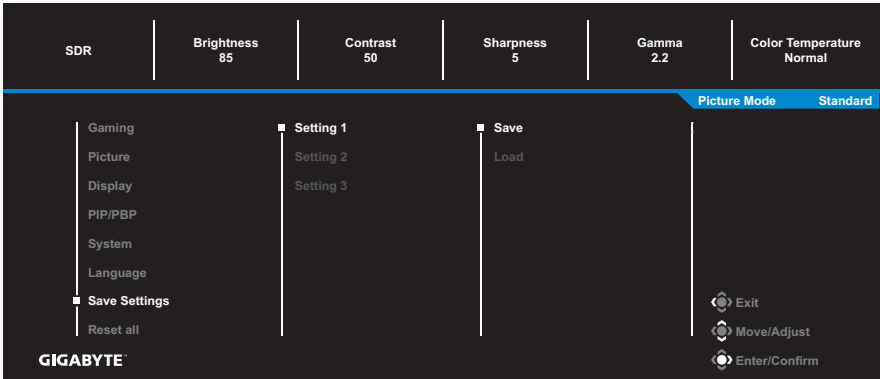 SDR
Brightness
85
Contrast
50
Sharpness
5
Gamma
2.2
Color Temperature
Normal
Picture Mode Standard
Gaming
Picture
Display
PIP/PBP
System
Language
Save Settings
Reset all
Setting 1
Setting 2
Setting 3
Save
Load
Exit
Move/Adjust
Enter/Confirm
GIGABYTE™